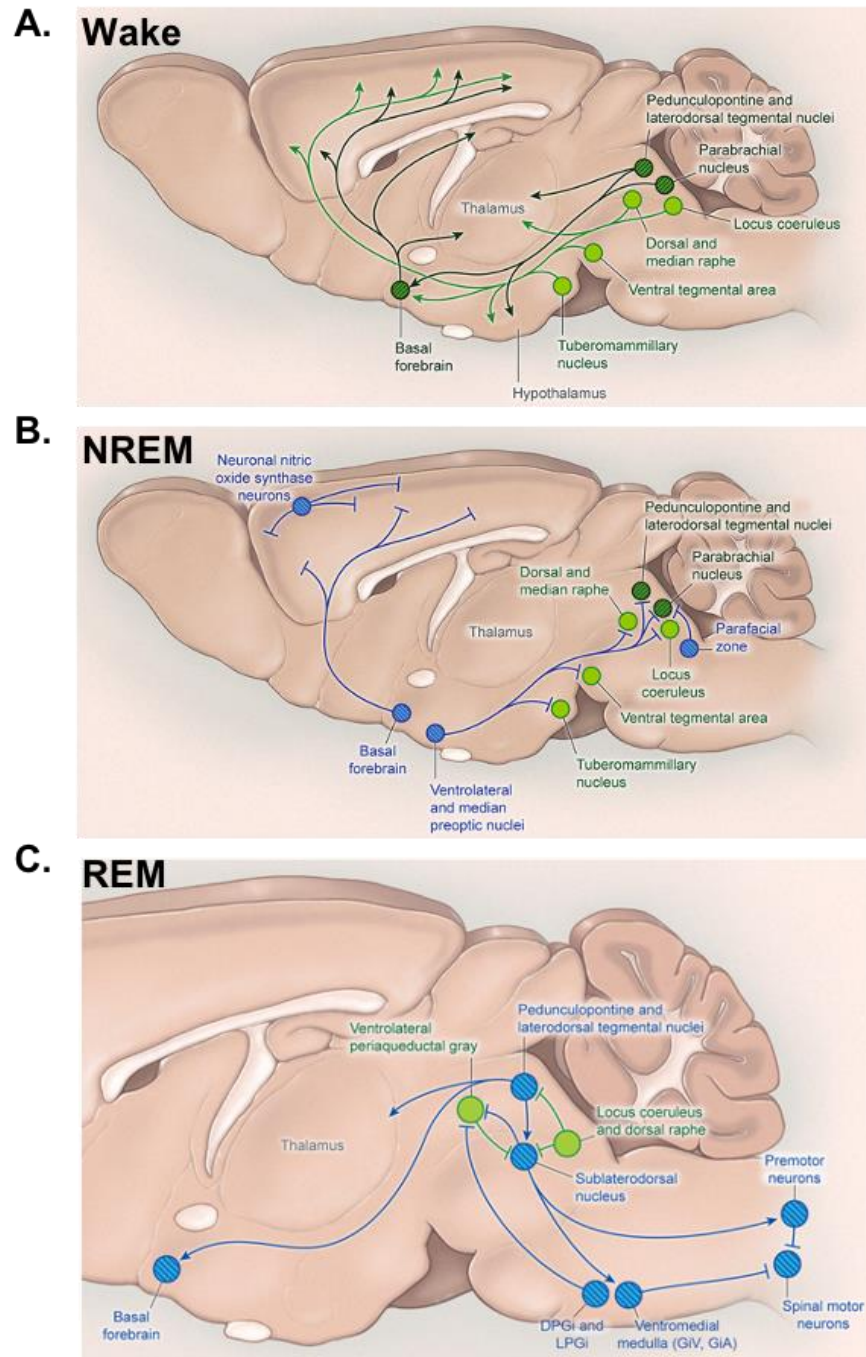 A.
Wake
Pedunculopontine and
laterodorsal tegmental nuclei
Parabrachial
nucleus
Thalamus
Locus coeruleus
Dorsal and
median raphe
Ventral tegmental area
Basal
forebrain
Tuberomammillary
nucleus
Hypothalamus
B.
NREM
Neuronal nitric
oxide synthase
neurons
Pedunculopontine and
laterodorsal tegmental nuclei
Dorsal and
median raphe
Parabrachial
nucleus
Thalamus
Parafacial
zone
Locus
coeruleus
Ventral tegmental area
Basal
forebrain
Tuberomammillary
nucleus
Ventrolateral
and median
preoptic nuclei
C.
REM
Pedunculopontine and
laterodorsal tegmental nuclei
Ventrolateral
periaqueductal gray
Thalamus
Locus coeruleus
and dorsal raphe
Sublaterodorsal
nucleus
Premotor
neurons
Basal
forebrain
DPGi and
LPGi
Ventromedial
medulla (GiV, GiA)
Spinal motor
neurons